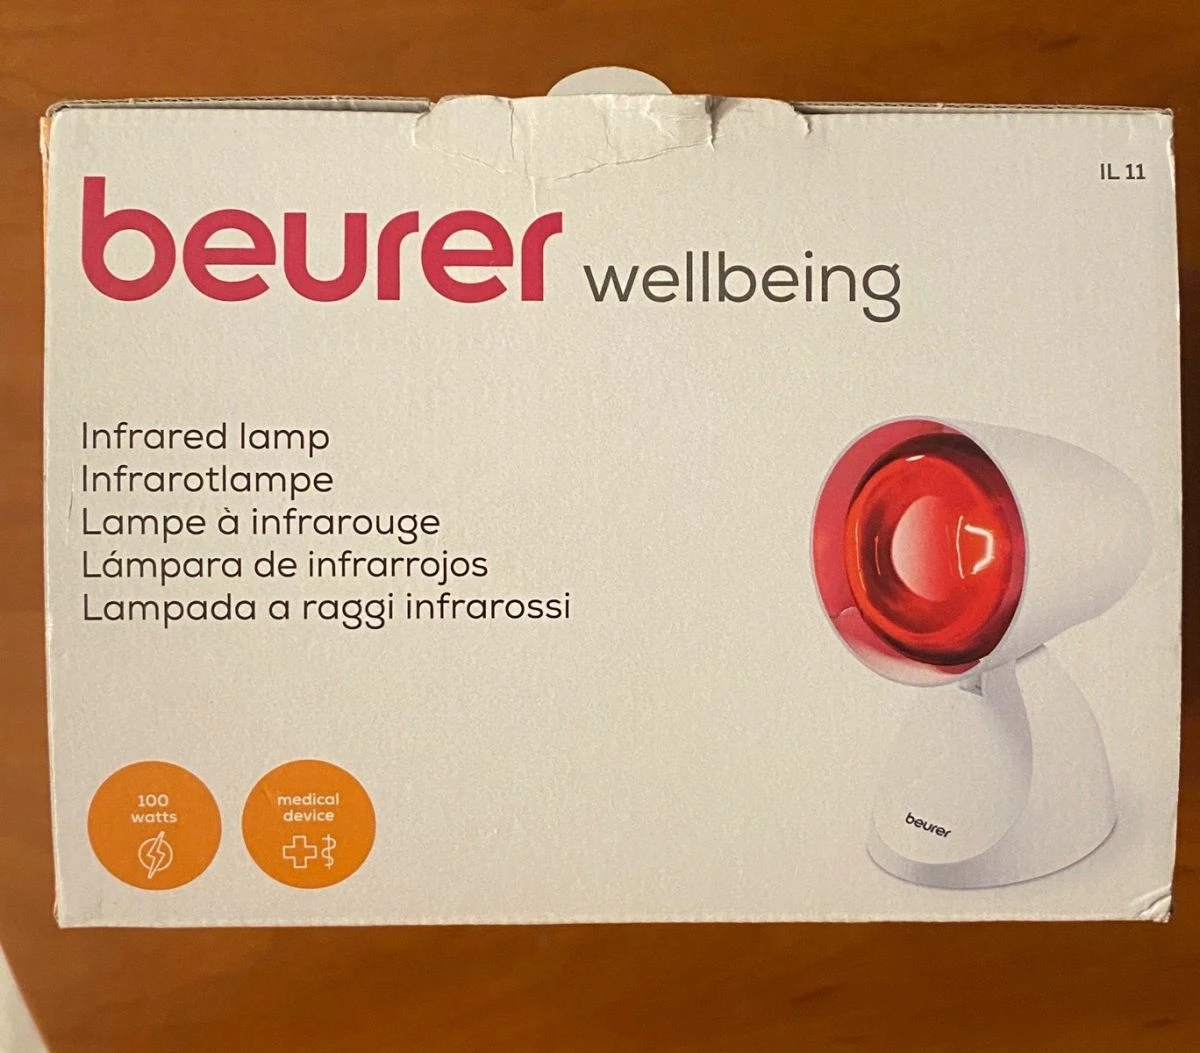 IL 11
beurer wellbeing
Infrared lamp
Infrarotlampe
Lampe à infrarouge
Lámpara de infrarrojos
Lampada a raggi infrarossi
100
watts
medical
device
beurer